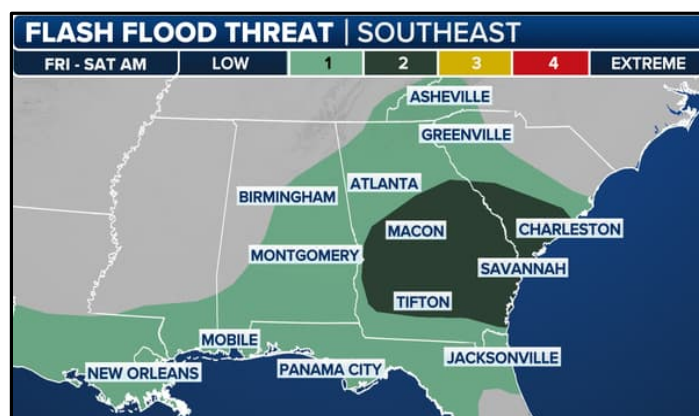 FLASH FLOOD THREAT | SOUTHEAST
FRI - SAT AM LOW 1 2 3 4 EXTREME
ASHEVILLE
GREENVILLE
ATLANTA
BIRMINGHAM
MACON
CHARLESTON
MONTGOMERY
SAVANNAH
TIFTON
MOBILE
JACKSONVILLE
NEW ORLEANS
PANAMA CITY